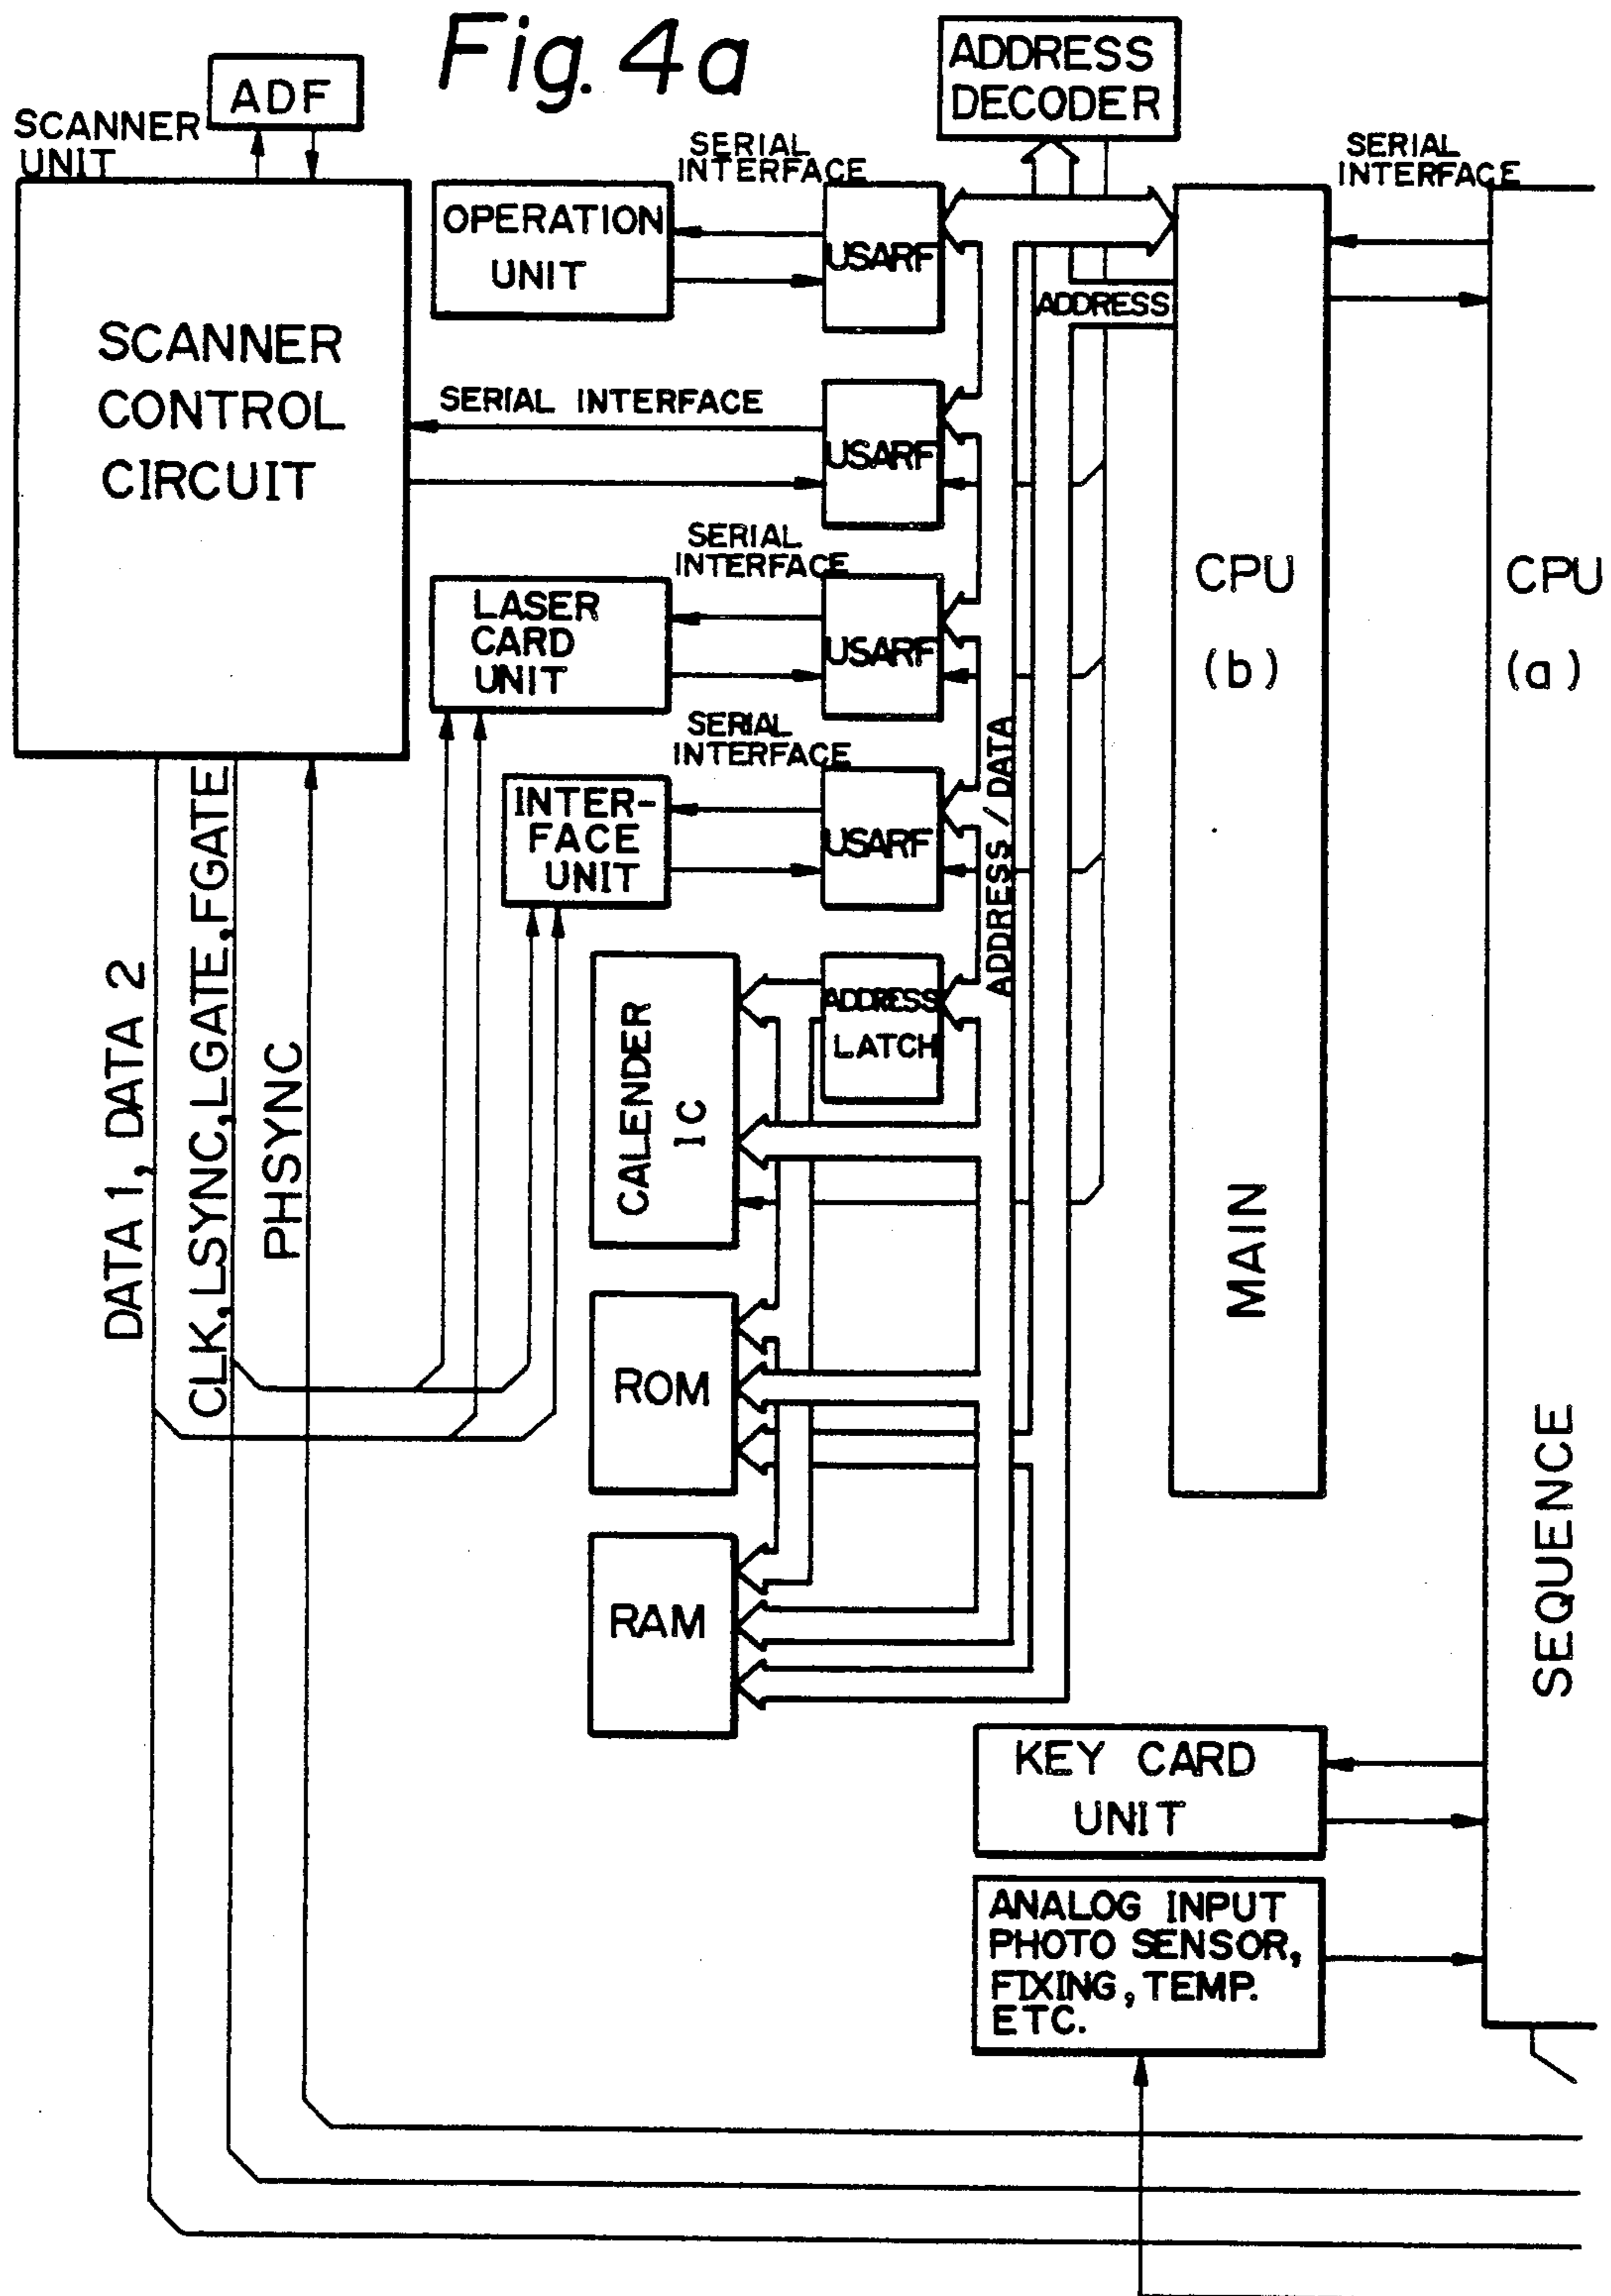 Fig. 4a
ADF
SCANNER
UNIT
SCANNER
CONTROL
CIRCUIT
OPERATION
UNIT
SERIAL
INTERFACE
USARF
ADDRESS
DECODER
ADDRESS
SERIAL
INTERFACE
SERIAL INTERFACE
USARF
SERIAL
INTERFACE
LASER
CARD
UNIT
USARF
SERIAL
INTERFACE
INTER-
FACE
UNIT
USARF
ADDRESS / DATA
CPU
(b)
MAIN
CPU
(a)
SEQUENCE
DATA 1, DATA 2
CLK, LSYNC, LGATE, FGATE
PHSYNC
CALENDER
IC
ADDRESS
LATCH
ROM
RAM
KEY CARD
UNIT
ANALOG INPUT
PHOTO SENSOR,
FIXING, TEMP.
ETC.